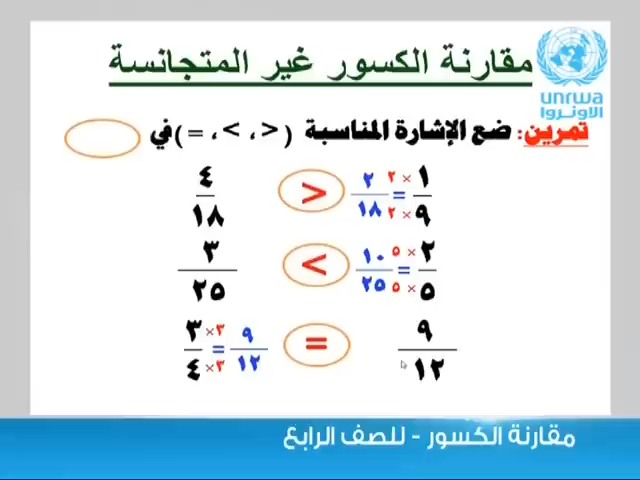 مقارنة الكسور غير المتجانسة
unrwa
الاونروا
تمرين: ضع الإشارة المناسبة ( < ، > ، = ) في
١/٩ ×٢ ×٢ = ٢/١٨ > ٤/١٨
٢/٥ ×٥ ×٥ = ١٠/٢٥ < ٣/٢٥
٩/١٢ = ٩/١٢ = ٣/٤ ×٣ ×٣
مقارنة الكسور - للصف الرابع